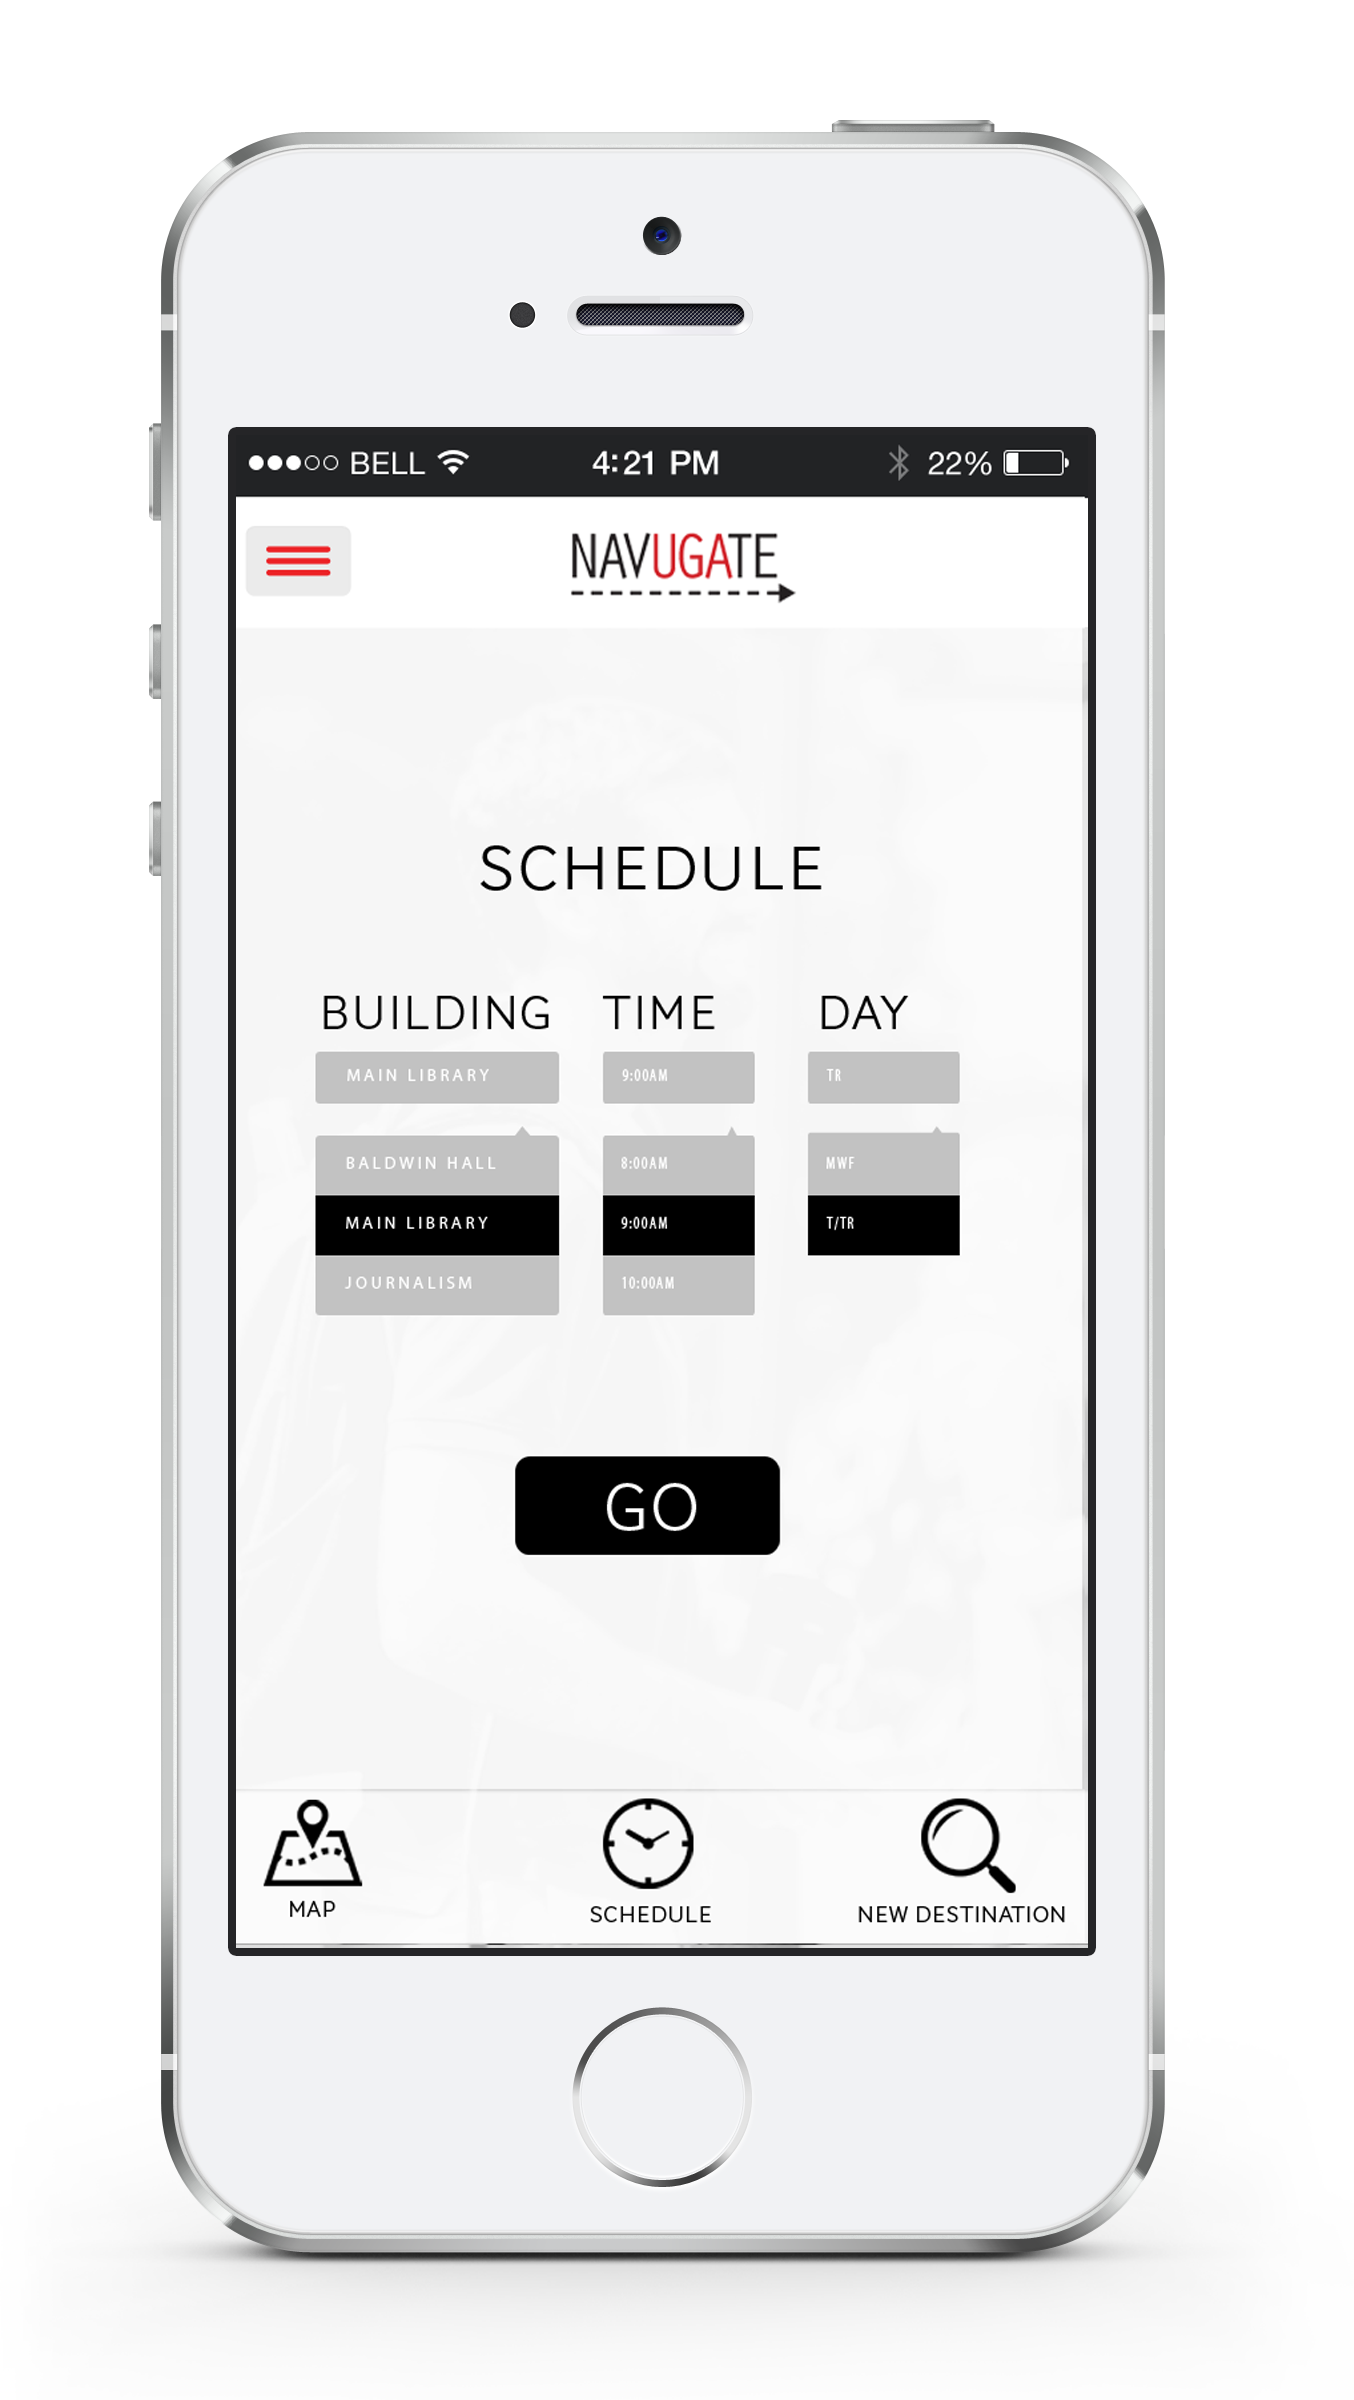 BELL 4:21 PM 22%
NAVUGATE
SCHEDULE
BUILDING TIME DAY
MAIN LIBRARY 9:00AM TR
BALDWIN HALL 8:00AM MWF
MAIN LIBRARY 9:00AM T/TR
JOURNALISM 10:00AM
GO
MAP SCHEDULE NEW DESTINATION